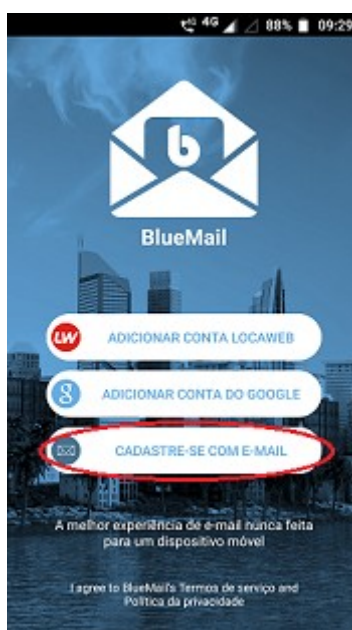 4G 4G 88% 09:29
b
BlueMail
LW ADICIONAR CONTA LOCAWEB
g ADICIONAR CONTA DO GOOGLE
CADASTRE-SE COM E-MAIL
A melhor experiência de e-mail nunca feita
para um dispositivo móvel
I agree to BlueMail's Termos de serviço and
Política da privacidade